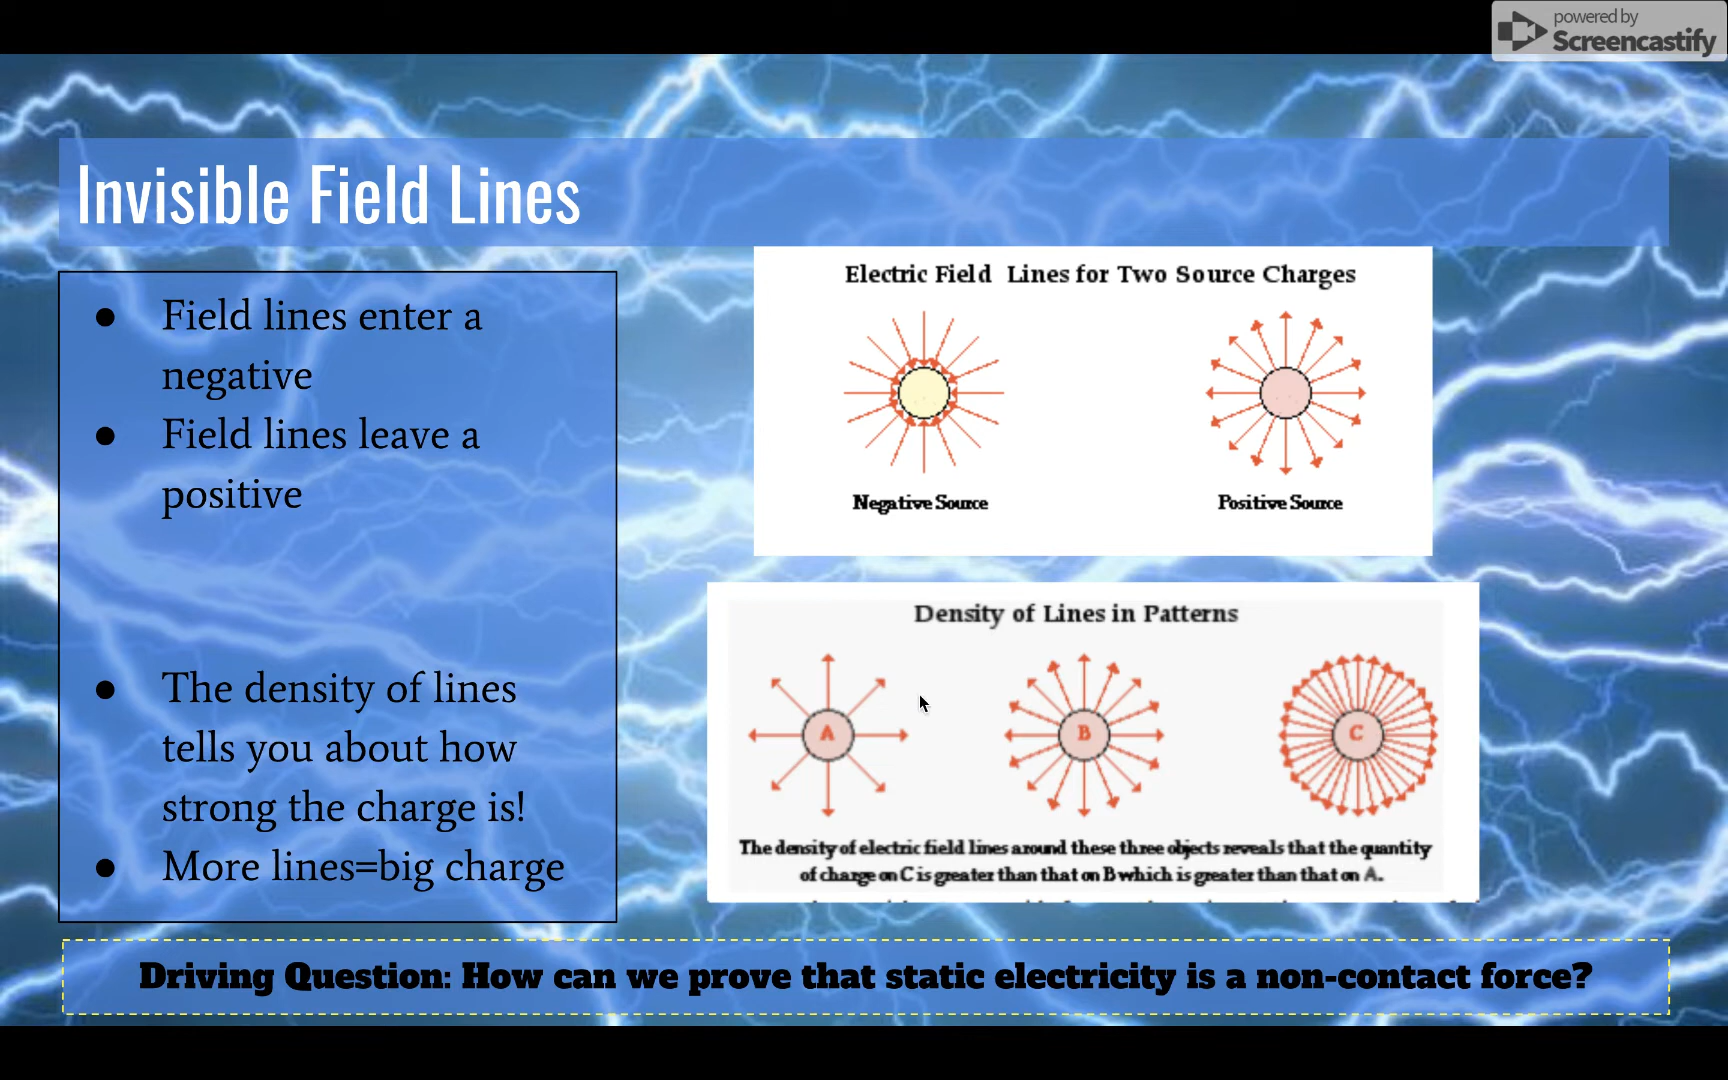 powered by
Screencastify
Invisible Field Lines
● Field lines enter a
negative
● Field lines leave a
positive
● The density of lines
tells you about how
strong the charge is!
● More lines=big charge
Electric Field Lines for Two Source Charges
Negative Source
Positive Source
Density of Lines in Patterns
A
B
C
The density of electric field lines around these three objects reveals that the quantity
of charge on C is greater than that on B which is greater than that on A.
Driving Question: How can we prove that static electricity is a non-contact force?